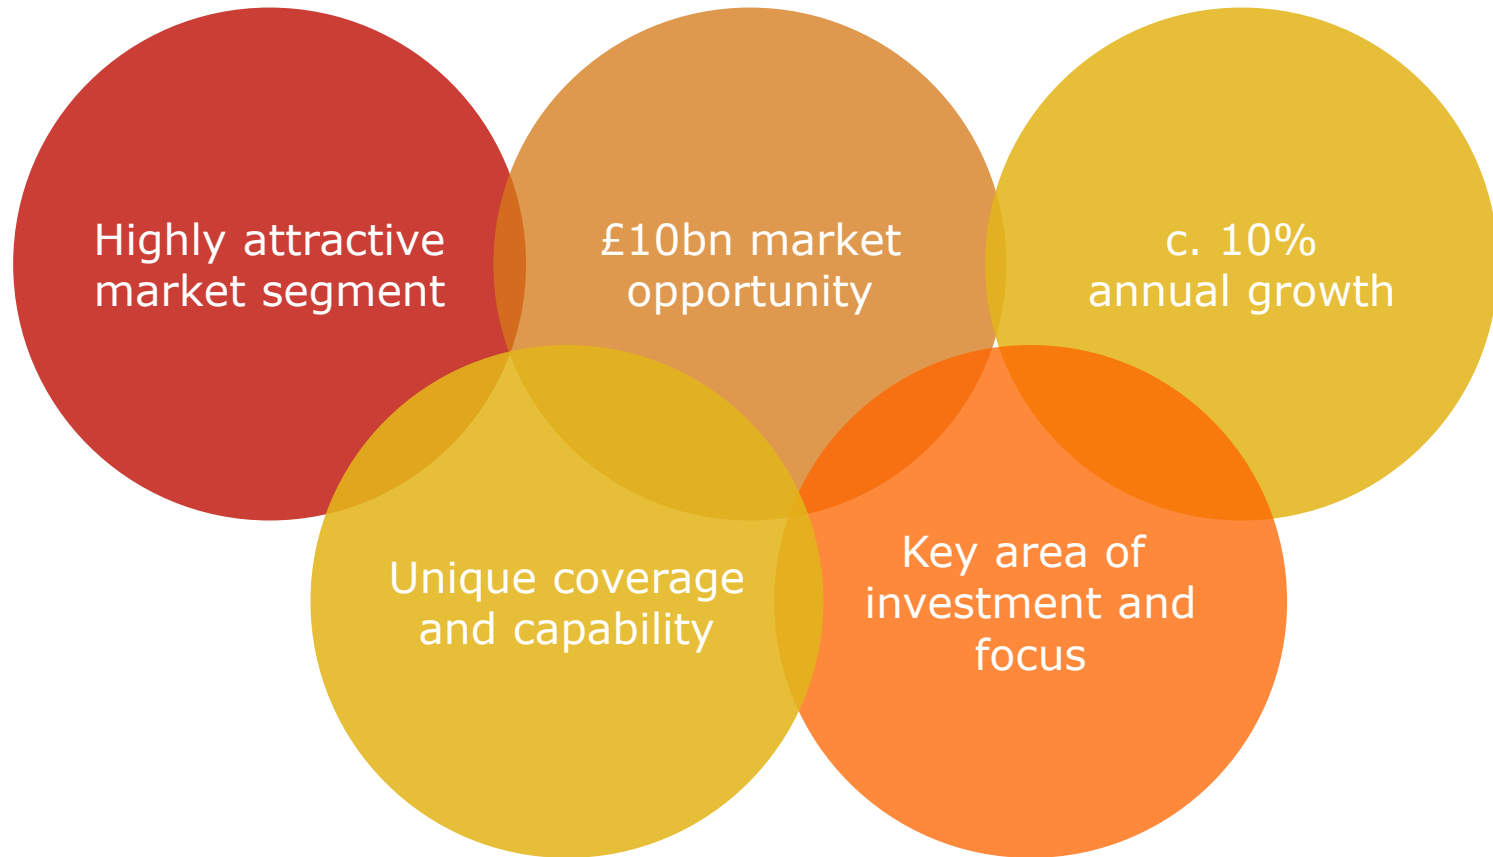 Highly attractive
market segment
£10bn market
opportunity
c. 10%
annual growth
Unique coverage
and capability
Key area of
investment and
focus